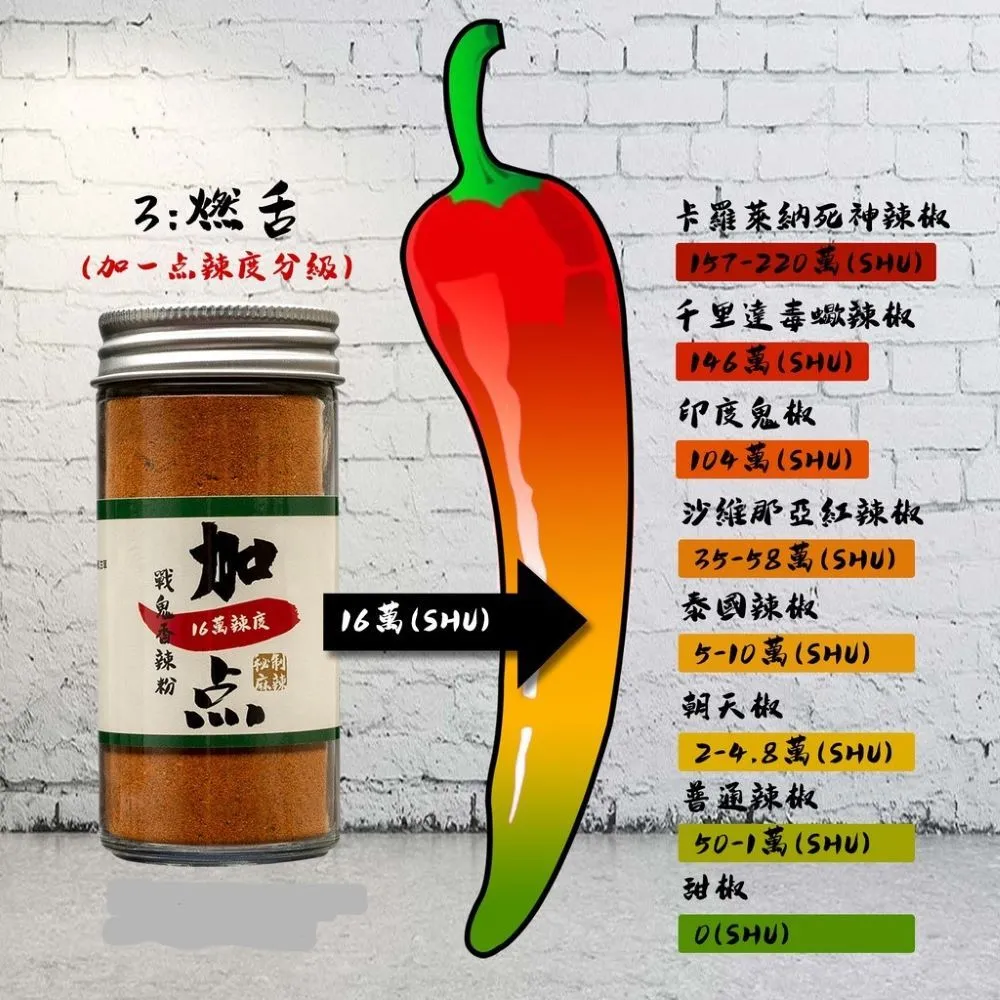 3:燃舌
(加一点辣度分級)
加
16萬辣度
点
戰鬼香辣粉
秘制
麻辣
16萬(SHU)
卡羅萊納死神辣椒
157-220萬(SHU)
千里達毒蠍辣椒
146萬(SHU)
印度鬼椒
104萬(SHU)
沙維那亞紅辣椒
35-58萬(SHU)
泰國辣椒
5-10萬(SHU)
朝天椒
2-4.8萬(SHU)
普通辣椒
50-1萬(SHU)
甜椒
0(SHU)